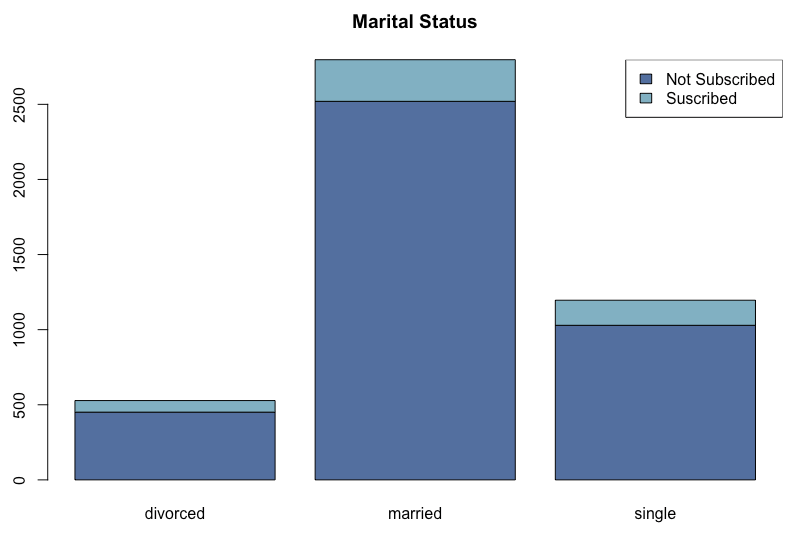 Marital Status
Not Subscribed
Suscribed
2500
2000
1500
1000
500
0
divorced
married
single